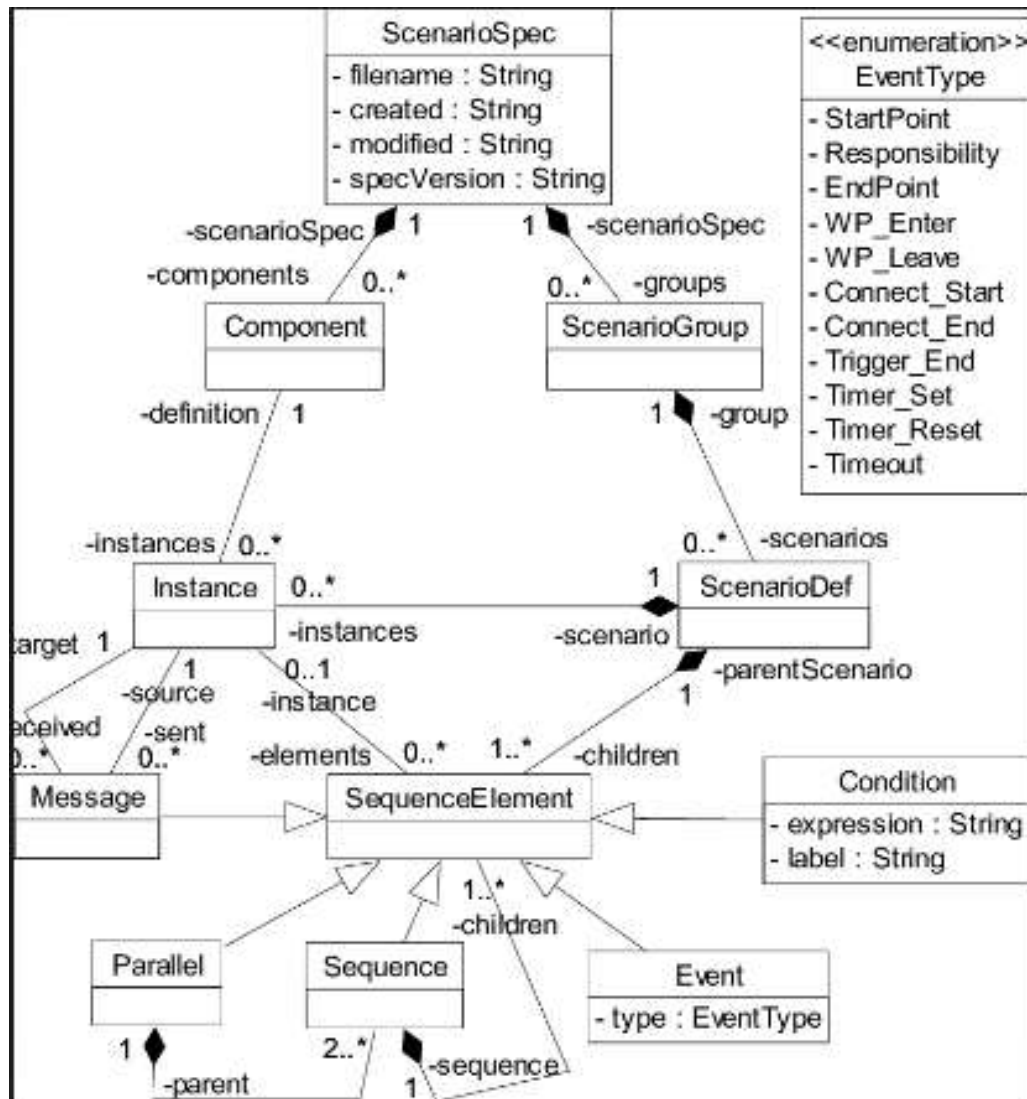 ScenarioSpec
- filename : String
- created : String
- modified : String
- specVersion : String
<<enumeration>>
EventType
- StartPoint
- Responsibility
- EndPoint
- WP_Enter
- WP_Leave
- Connect_Start
- Connect_End
- Trigger_End
- Timer_Set
- Timer_Reset
- Timeout
-scenarioSpec 1
1 -scenarioSpec
-components 0..*
0..* -groups
Component
ScenarioGroup
-definition 1
1 -group
-instances 0..*
0..* -scenarios
Instance
ScenarioDef
0..* 1
-instances -scenario
target 1
1
0..1
-parentScenario
1
-source
-instance
eceived
-sent
-elements
0..* 0..*
0..* 1..*
-children
Message
SequenceElement
Condition
- expression : String
- label : String
1..*
-children
Parallel
Sequence
Event
- type : EventType
1
2..*
-sequence
-parent
1